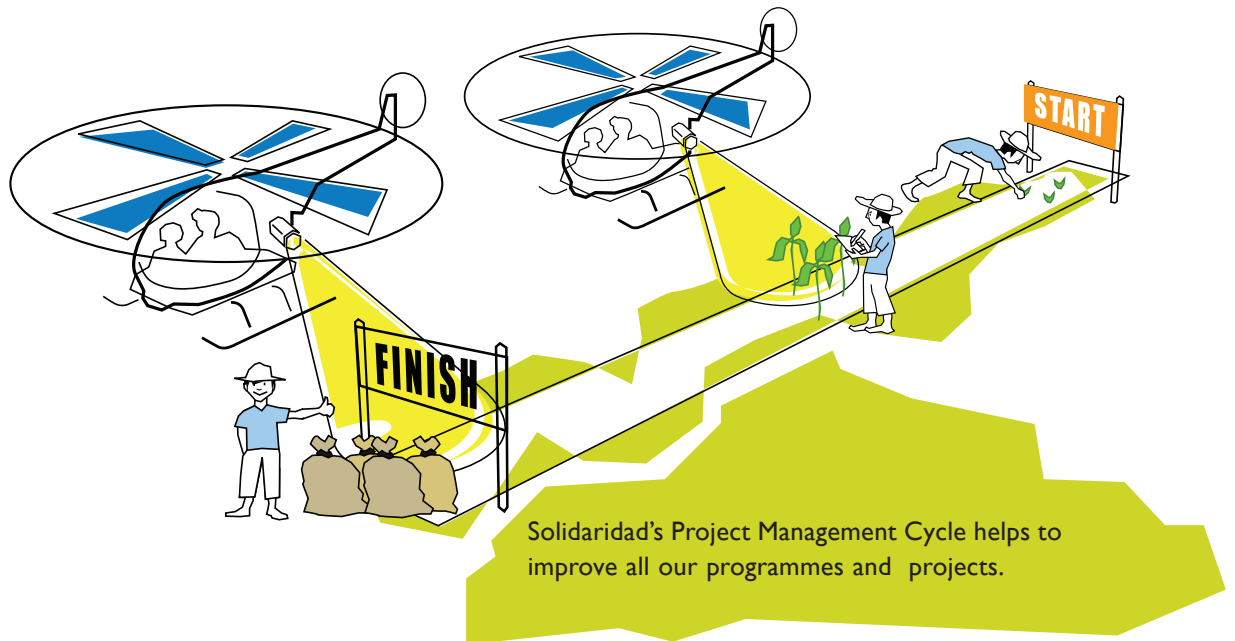 START
FINISH
Solidaridad’s Project Management Cycle helps to
improve all our programmes and projects.